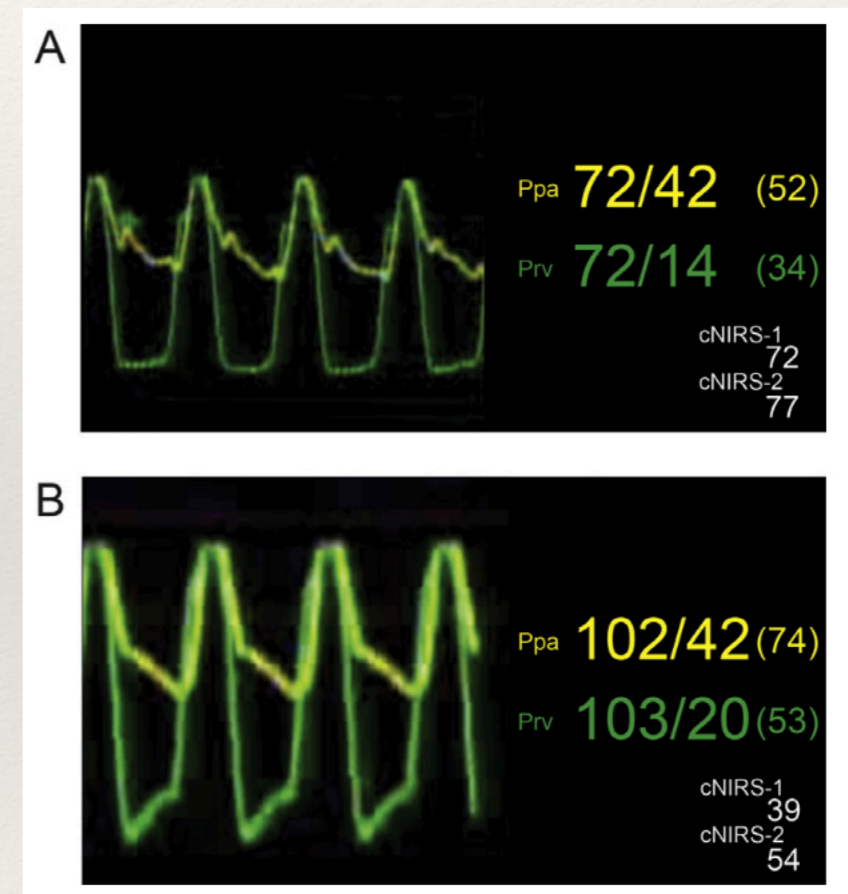 A
Ppa 72/42 (52)
Prv 72/14 (34)
cNIRS-1
72
cNIRS-2
77
B
Ppa 102/42 (74)
Prv 103/20 (53)
cNIRS-1
39
cNIRS-2
54